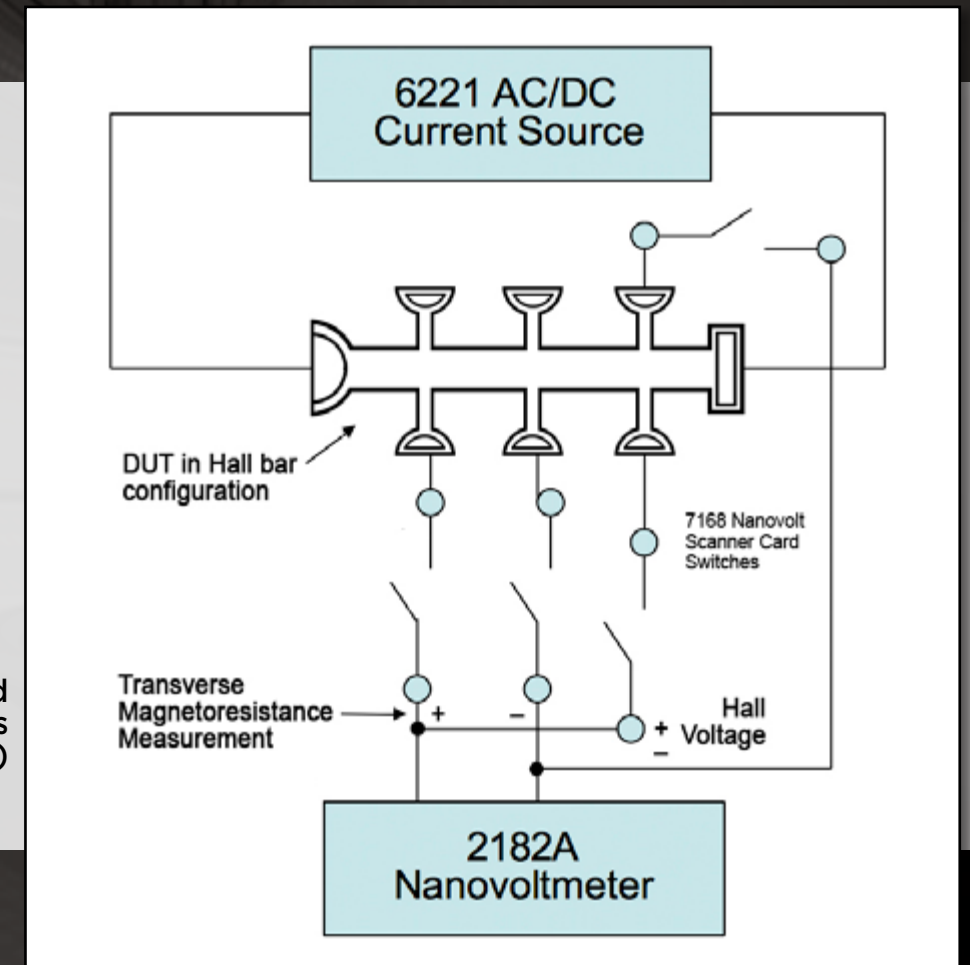 6221 AC/DC
Current Source
DUT in Hall bar
configuration
7168 Nanovolt
Scanner Card
Switches
Transverse
Magnetoresistance
Measurement
+
–
Hall
Voltage
+
–
2182A
Nanovoltmeter
d
s
)